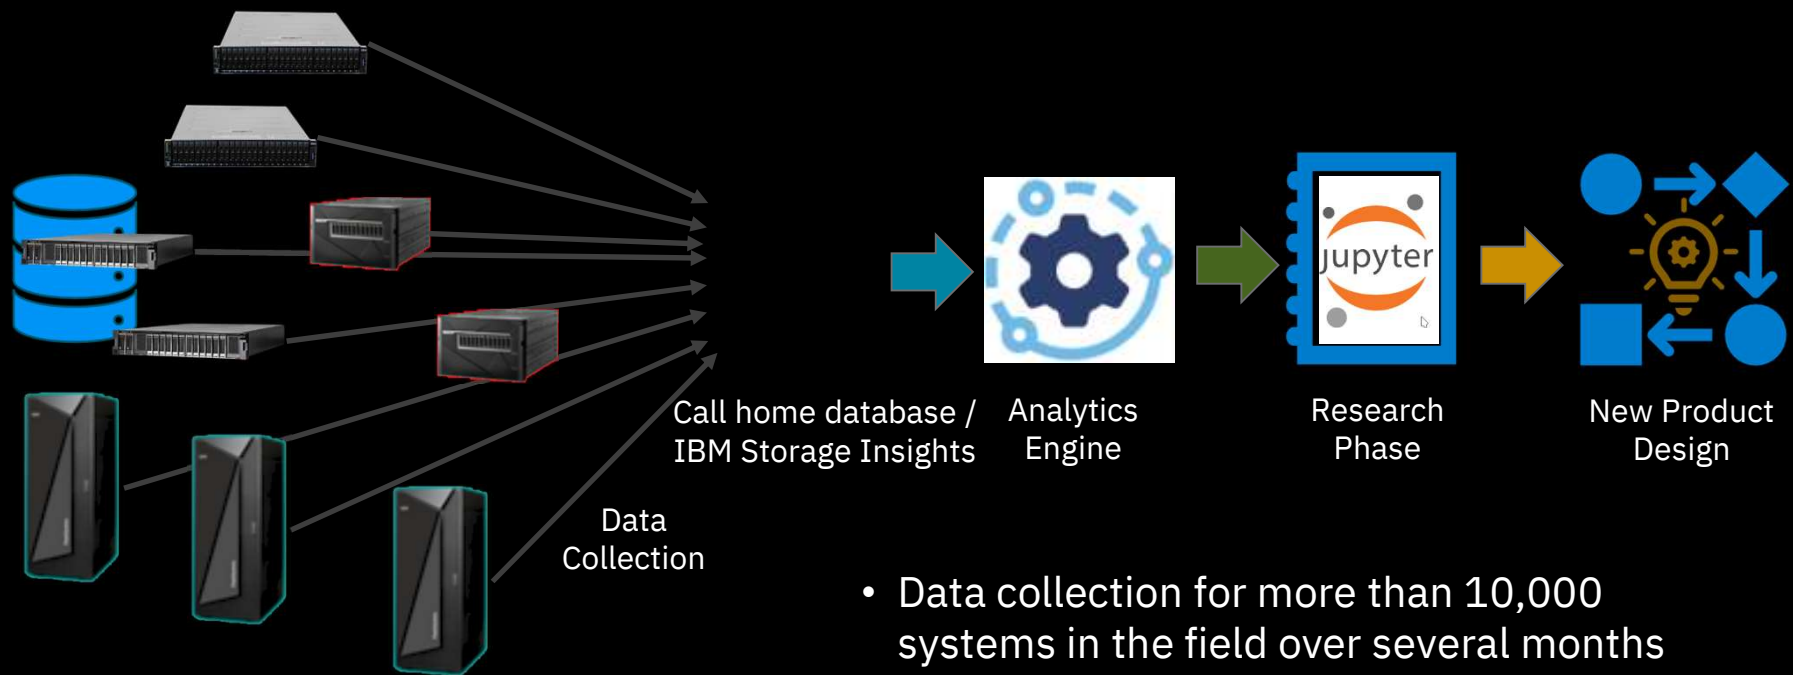 Call home database /
IBM Storage Insights
Analytics
Engine
jupyter
Research
Phase
New Product
Design
Data
Collection
• Data collection for more than 10,000
systems in the field over several months